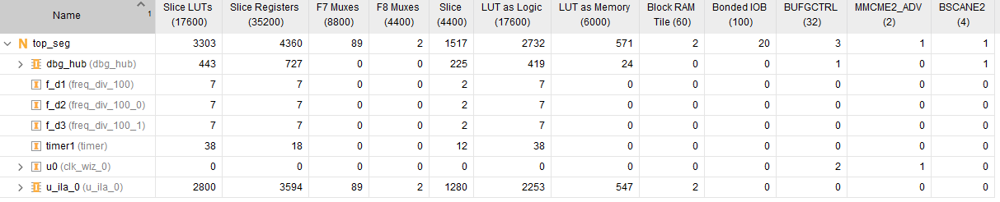 Name 1 Slice LUTs (17600) Slice Registers (35200) F7 Muxes (8800) F8 Muxes (4400) Slice (4400) LUT as Logic (17600) LUT as Memory (6000) Block RAM Tile (60) Bonded IOB (100) BUFGCTRL (32) MMCME2_ADV (2) BSCANE2 (4)
N top_seg 3303 4360 89 2 1517 2732 571 2 20 3 1 1
dbg_hub (dbg_hub) 443 727 0 0 225 419 24 0 0 1 0 1
f_d1 (freq_div_100) 7 7 0 0 2 7 0 0 0 0 0 0
f_d2 (freq_div_100_0) 7 7 0 0 2 7 0 0 0 0 0 0
f_d3 (freq_div_100_1) 7 7 0 0 2 7 0 0 0 0 0 0
timer1 (timer) 38 18 0 0 12 38 0 0 0 0 0 0
u0 (clk_wiz_0) 0 0 0 0 0 0 0 0 0 2 1 0
u_ila_0 (u_ila_0) 2800 3594 89 2 1280 2253 547 2 0 0 0 0